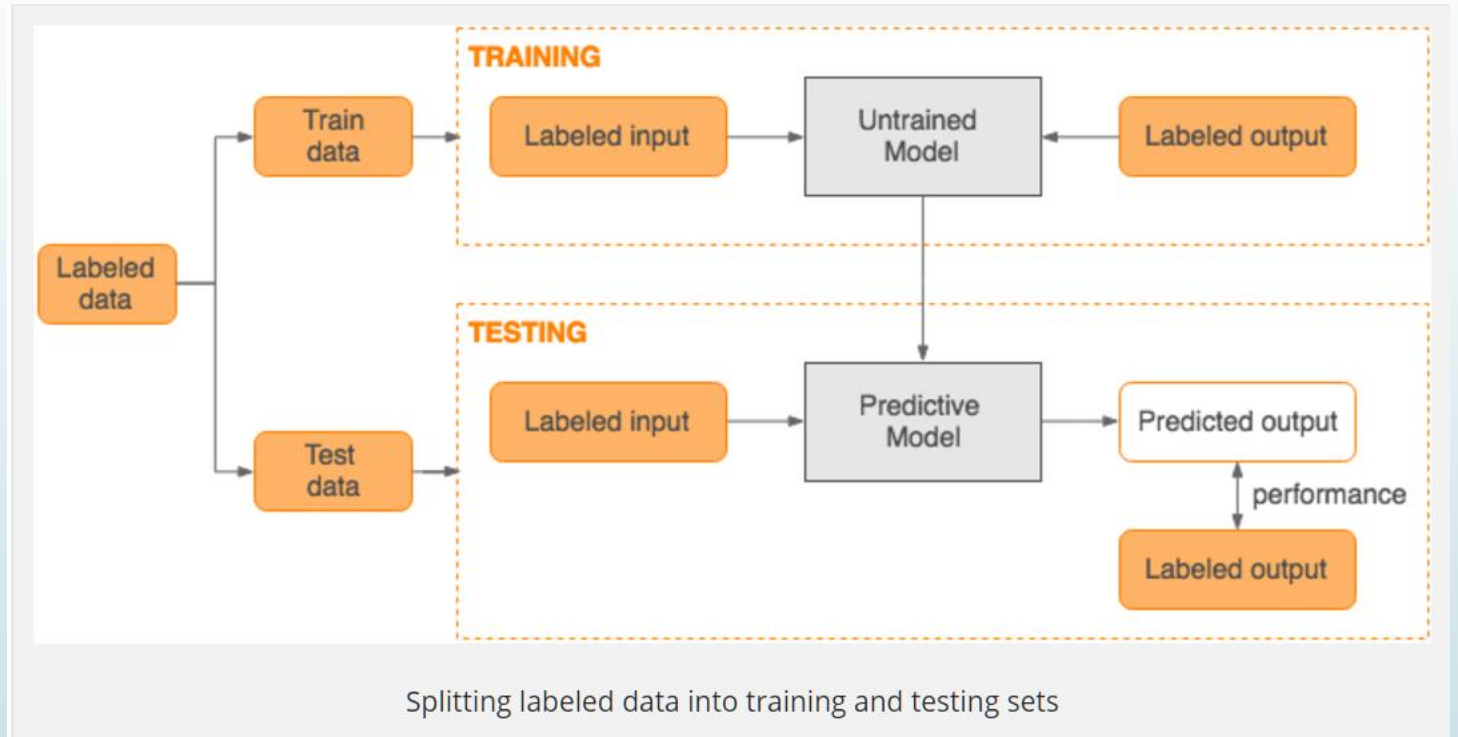 TRAINING
Train
data
Labeled input
Untrained
Model
Labeled output
Labeled
data
TESTING
Test
data
Labeled input
Predictive
Model
Predicted output
performance
Labeled output
Splitting labeled data into training and testing sets